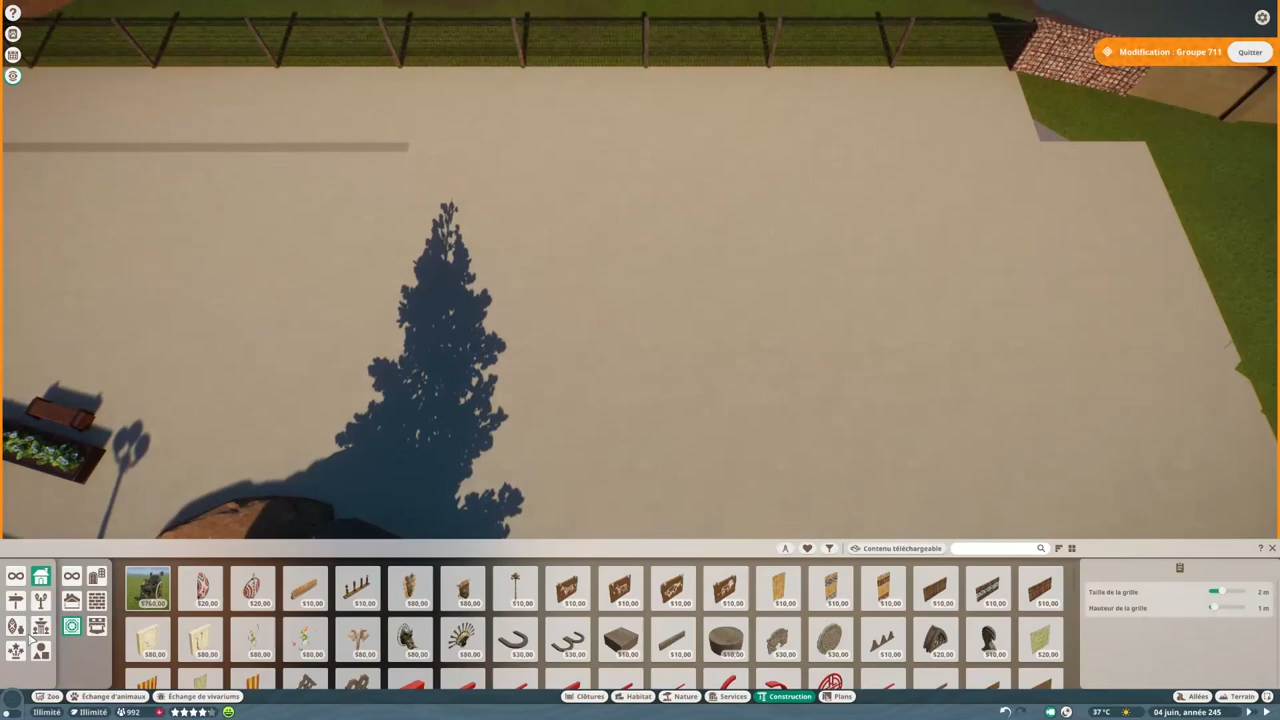 Modification : Groupe 711
Quitter
Contenu téléchargeable
$760,00 $20,00 $20,00 $10,00 $10,00 $80,00 $80,00 $10,00 $10,00 $10,00 $10,00 $10,00 $10,00 $10,00 $10,00 $10,00 $10,00 $10,00
$80,00 $80,00 $80,00 $80,00 $80,00 $80,00 $80,00 $30,00 $30,00 $10,00 $10,00 $10,00 $30,00 $30,00 $10,00 $20,00 $10,00 $20,00
Taille de la grille 2 m
Hauteur de la grille 1 m
Zoo Échange d'animaux Échange de vivariums Clôtures Habitat Nature Services Construction Plans Allées Terrain
Illimité Illimité 992 37 °C 04 juin, année 245